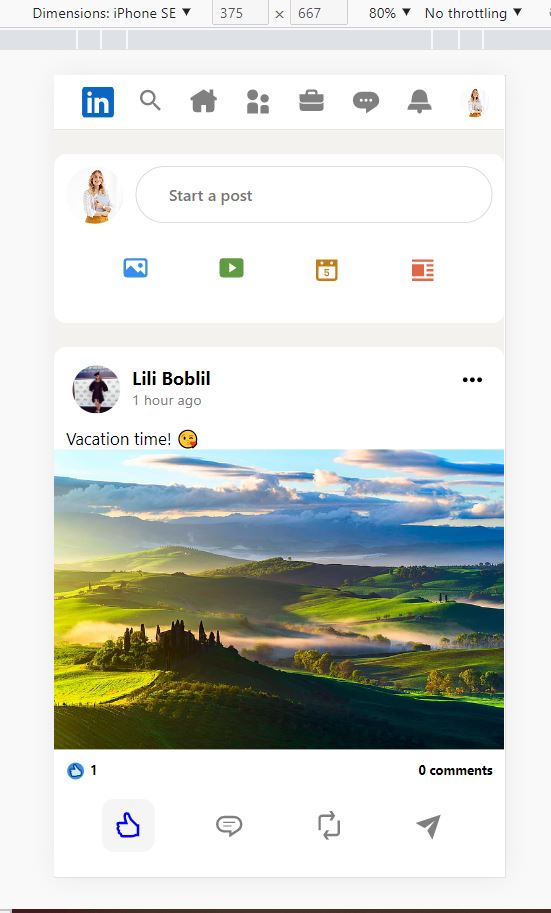 Dimensions: iPhone SE ▼ 375 × 667 80% ▼ No throttling ▼
in
Start a post
5
Lili Boblil
1 hour ago
Vacation time! 😘
1 0 comments